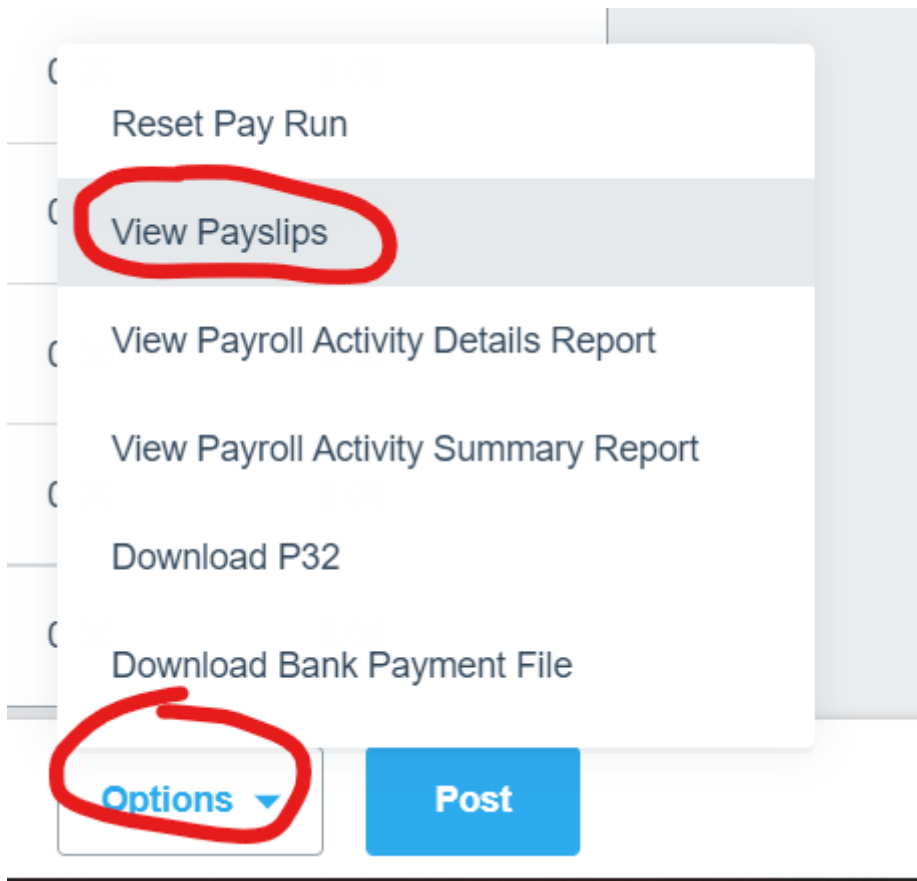 Reset Pay Run
View Payslips
View Payroll Activity Details Report
View Payroll Activity Summary Report
Download P32
Download Bank Payment File
Options
Post